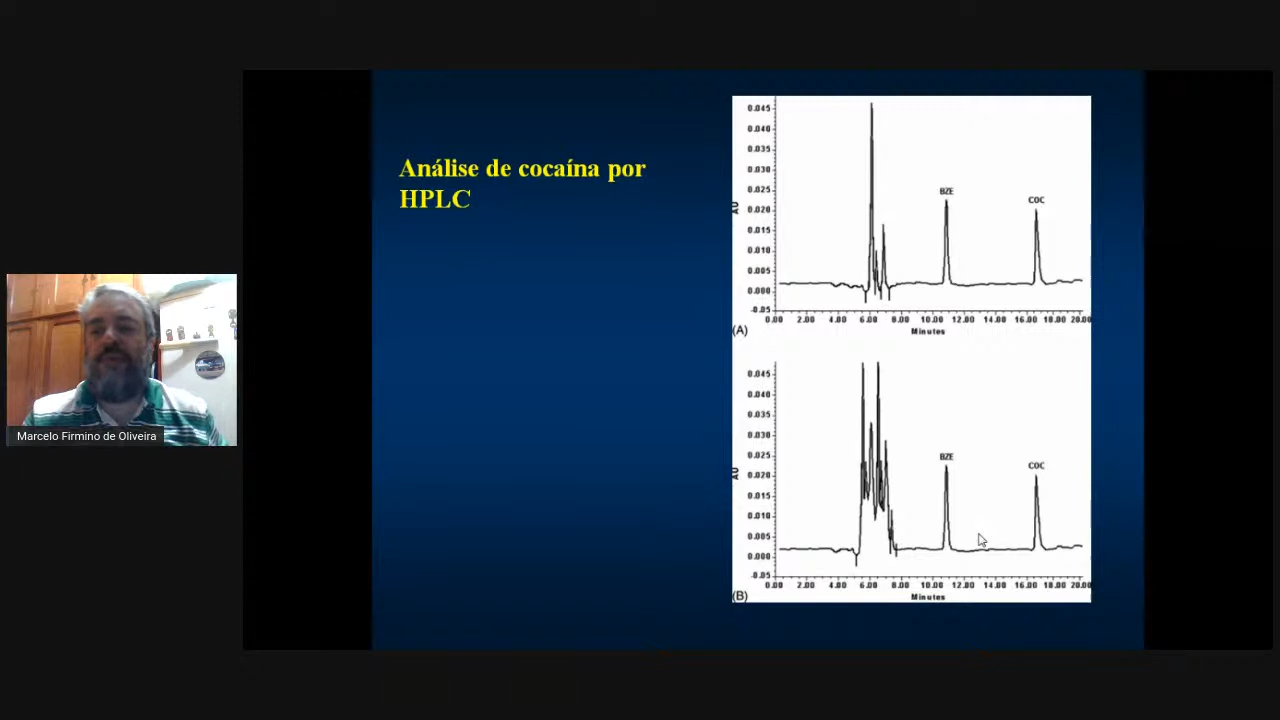 Análise de cocaína por
HPLC
0.045
0.040
0.035
0.030
0.025
0.020
0.015
0.010
0.005
0.000
-0.05
AU
BZE
COC
0.00 2.00 4.00 6.00 8.00 10.00 12.00 14.00 16.00 18.00 20.00
Minutes
(A)
0.045
0.040
0.035
0.030
0.025
0.020
0.015
0.010
0.005
0.000
-0.05
AU
BZE
COC
0.00 2.00 4.00 6.00 8.00 10.00 12.00 14.00 16.00 18.00 20.00
Minutes
(B)
Marcelo Firmino de Oliveira